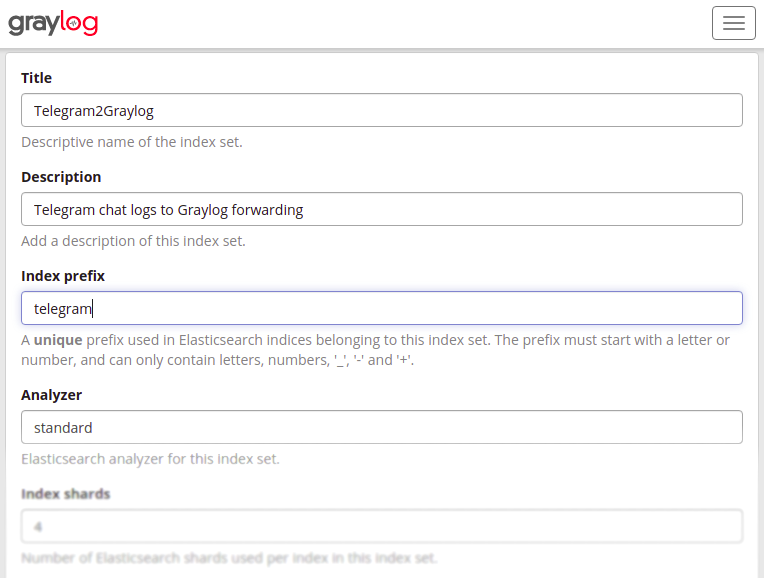 graylog
Title
Telegram2Graylog
Descriptive name of the index set.
Description
Telegram chat logs to Graylog forwarding
Add a description of this index set.
Index prefix
telegram
A unique prefix used in Elasticsearch indices belonging to this index set. The prefix must start with a letter or
number, and can only contain letters, numbers, '_', '-' and '+'.
Analyzer
standard
Elasticsearch analyzer for this index set.
Index shards
4
Number of Elasticsearch shards used per index in this index set.